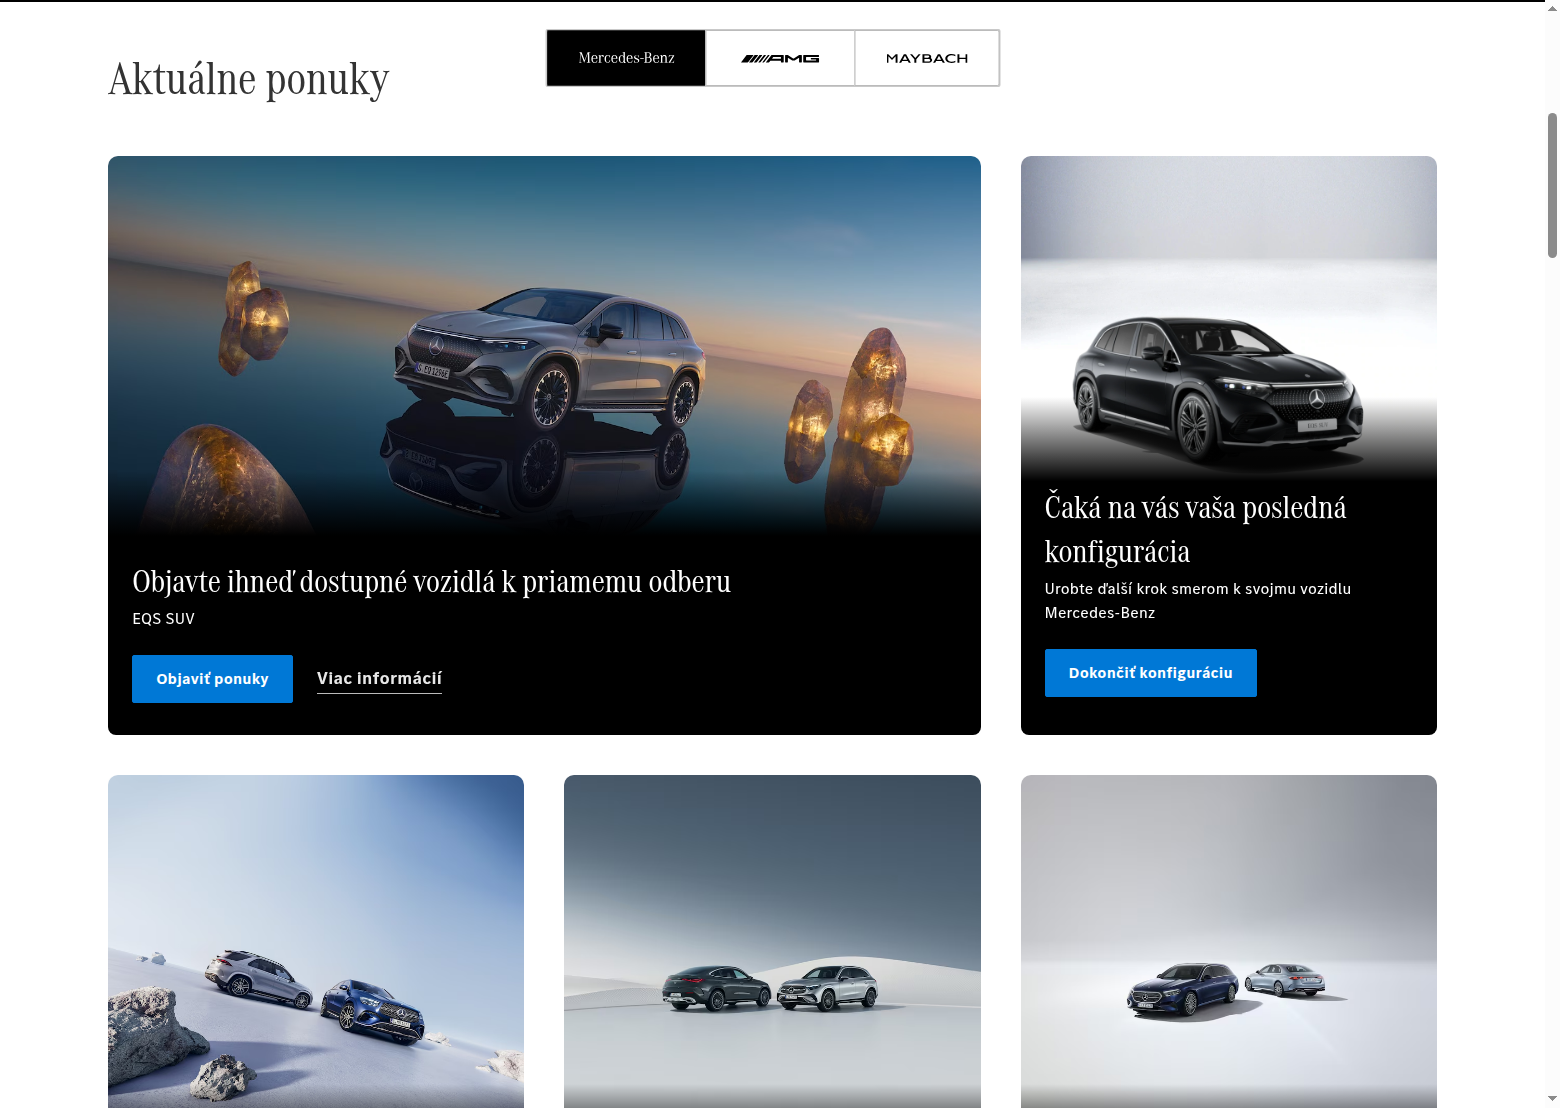 Aktuálne ponuky
Mercedes-Benz
AMG
MAYBACH
Objavte ihneď dostupné vozidlá k priamemu odberu
EQS SUV
Objaviť ponuky
Viac informácií
Čaká na vás vaša posledná
konfigurácia
Urobte ďalší krok smerom k svojmu vozidlu
Mercedes-Benz
Dokončiť konfiguráciu